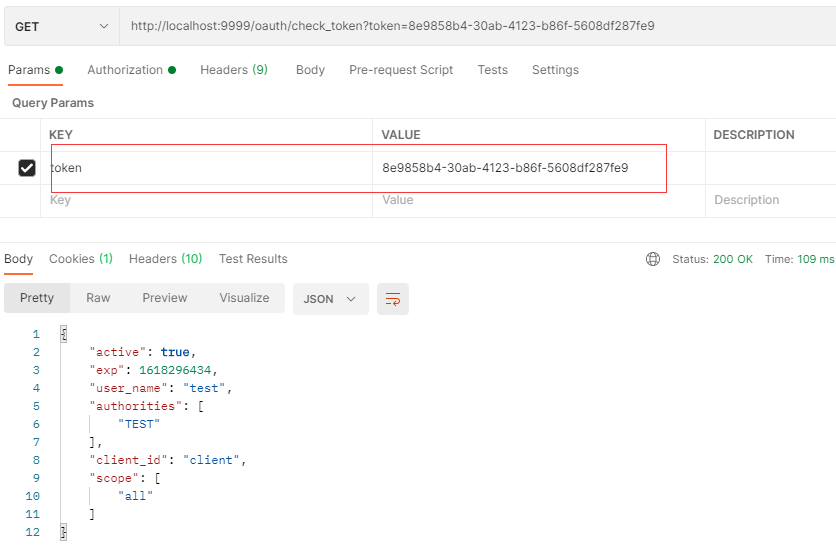 GET http://localhost:9999/oauth/check_token?token=8e9858b4-30ab-4123-b86f-5608df287fe9
Params Authorization Headers (9) Body Pre-request Script Tests Settings
Query Params
KEY VALUE DESCRIPTION
token 8e9858b4-30ab-4123-b86f-5608df287fe9
Key Value Description
Body Cookies (1) Headers (10) Test Results Status: 200 OK Time: 109 ms
Pretty Raw Preview Visualize JSON
1 {
2 "active": true,
3 "exp": 1618296434,
4 "user_name": "test",
5 "authorities": [
6 "TEST"
7 ],
8 "client_id": "client",
9 "scope": [
10 "all"
11 ]
12 }